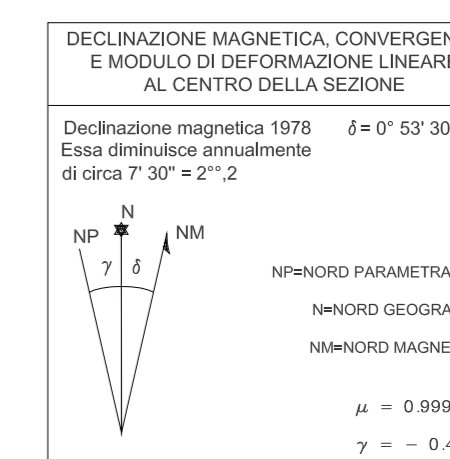 DECLINAZIONE MAGNETICA, CONVERGEN
E MODULO DI DEFORMAZIONE LINEARE
AL CENTRO DELLA SEZIONE
Declinazione magnetica 1978 δ = 0° 53' 30
Essa diminuisce annualmente
di circa 7' 30" = 2°°,2
N
NP NM
γ δ
NP=NORD PARAMETRA
N=NORD GEOGRA
NM=NORD MAGNE
μ = 0.999
γ = − 0.4